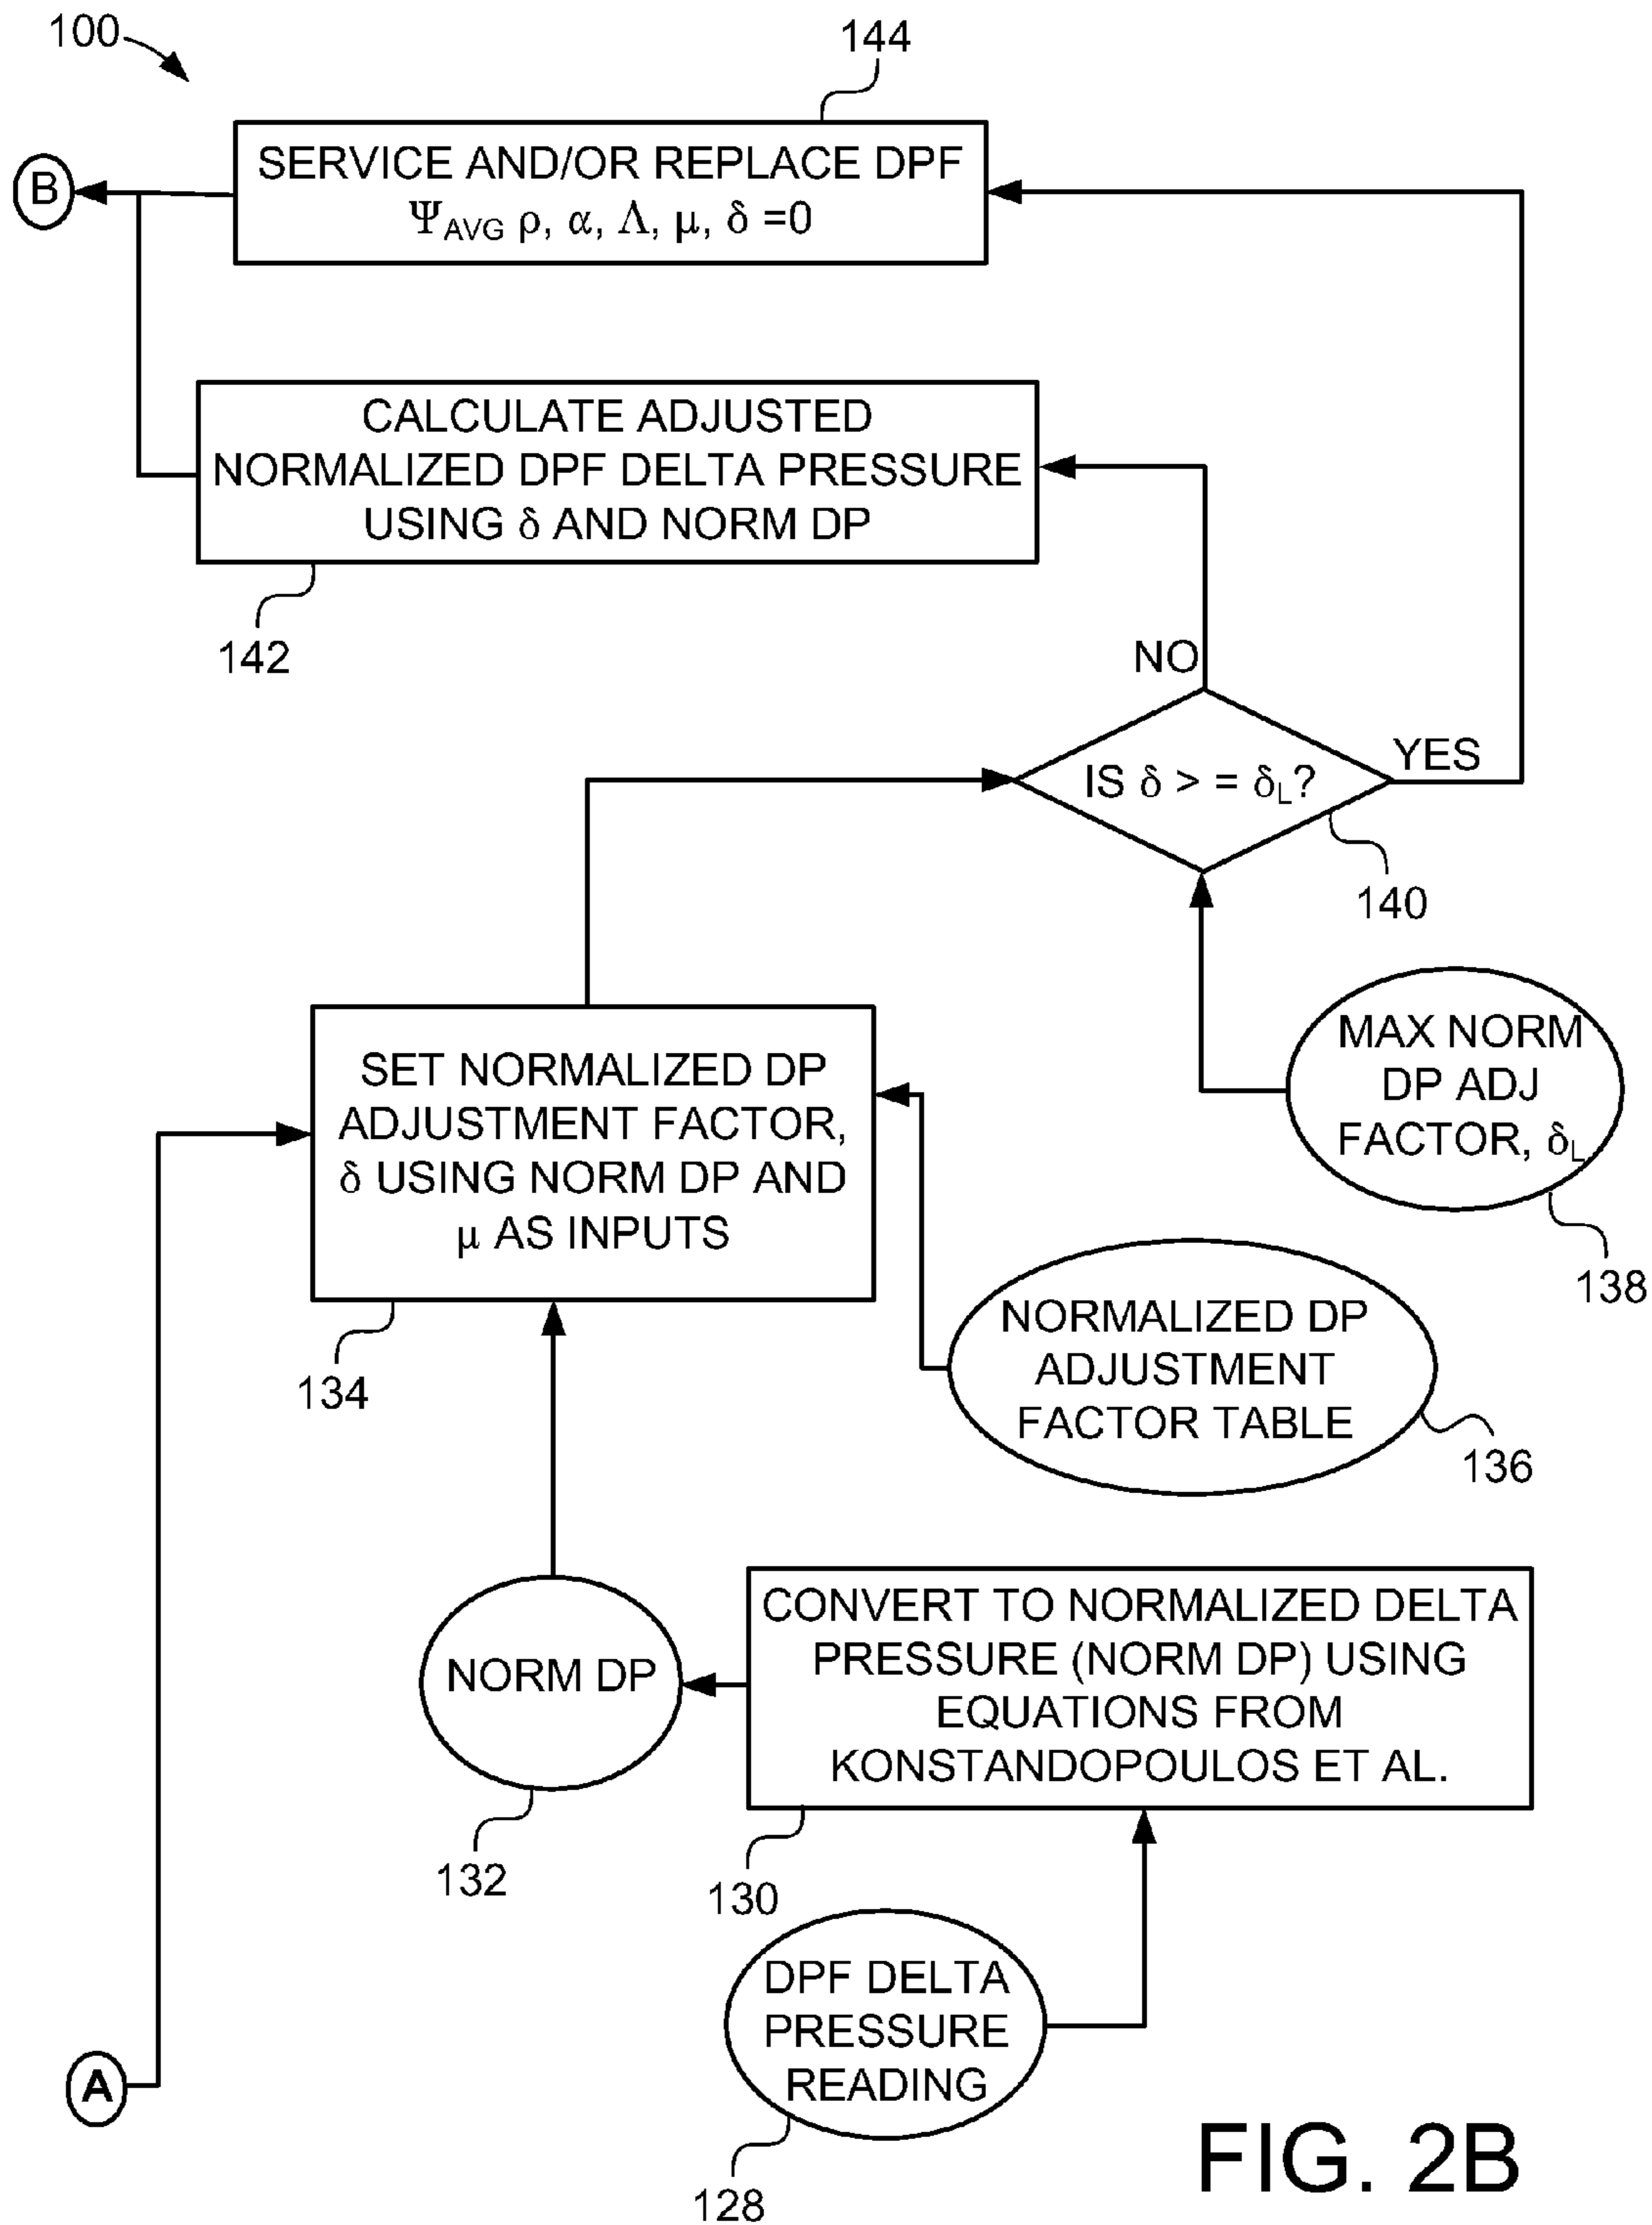 100
144
SERVICE AND/OR REPLACE DPF
Ψ_AVG ρ, α, Λ, μ, δ =0
B
CALCULATE ADJUSTED
NORMALIZED DPF DELTA PRESSURE
USING δ AND NORM DP
142
NO
YES
IS δ > = δ_L?
140
MAX NORM
DP ADJ
FACTOR, δ_L
138
SET NORMALIZED DP
ADJUSTMENT FACTOR,
δ USING NORM DP AND
μ AS INPUTS
134
NORMALIZED DP
ADJUSTMENT
FACTOR TABLE
136
NORM DP
132
CONVERT TO NORMALIZED DELTA
PRESSURE (NORM DP) USING
EQUATIONS FROM
KONSTANDOPOULOS ET AL.
130
DPF DELTA
PRESSURE
READING
128
A
FIG. 2B